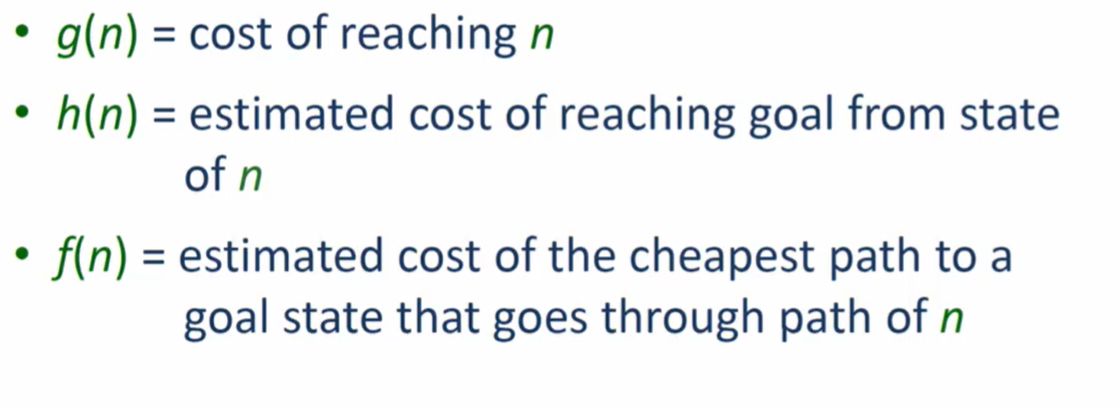 • g(n) = cost of reaching n
• h(n) = estimated cost of reaching goal from state
of n
• f(n) = estimated cost of the cheapest path to a
goal state that goes through path of n